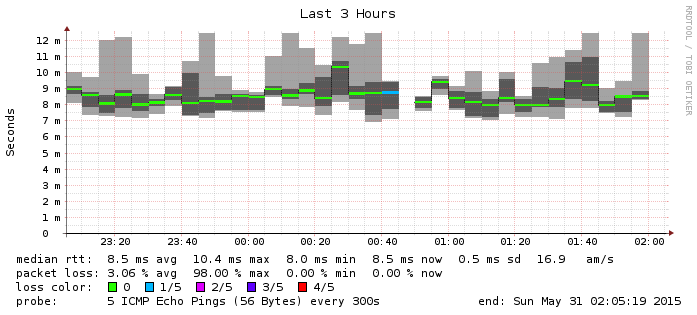 Last 3 Hours
RRDTOOL / TOBI OETIKER
Seconds
12 m
11 m
10 m
9 m
8 m
7 m
6 m
5 m
4 m
3 m
2 m
1 m
0
23:20 23:40 00:00 00:20 00:40 01:00 01:20 01:40 02:00
median rtt: 8.5 ms avg 10.4 ms max 8.0 ms min 8.5 ms now 0.5 ms sd 16.9 am/s
packet loss: 3.06 % avg 98.00 % max 0.00 % min 0.00 % now
loss color: 0 1/5 2/5 3/5 4/5
probe: 5 ICMP Echo Pings (56 Bytes) every 300s end: Sun May 31 02:05:19 2015